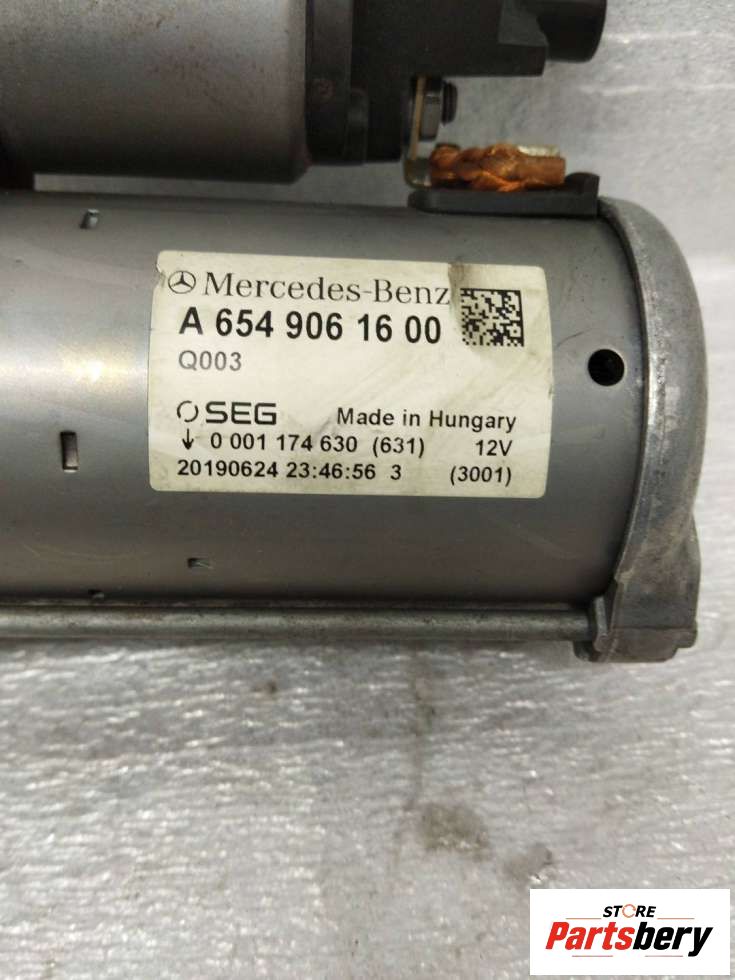 Mercedes-Benz
A 654 906 16 00
Q003
SEG Made in Hungary
0 001 174 630 (631) 12V
20190624 23:46:56 3 (3001)
STORE
Partsbery